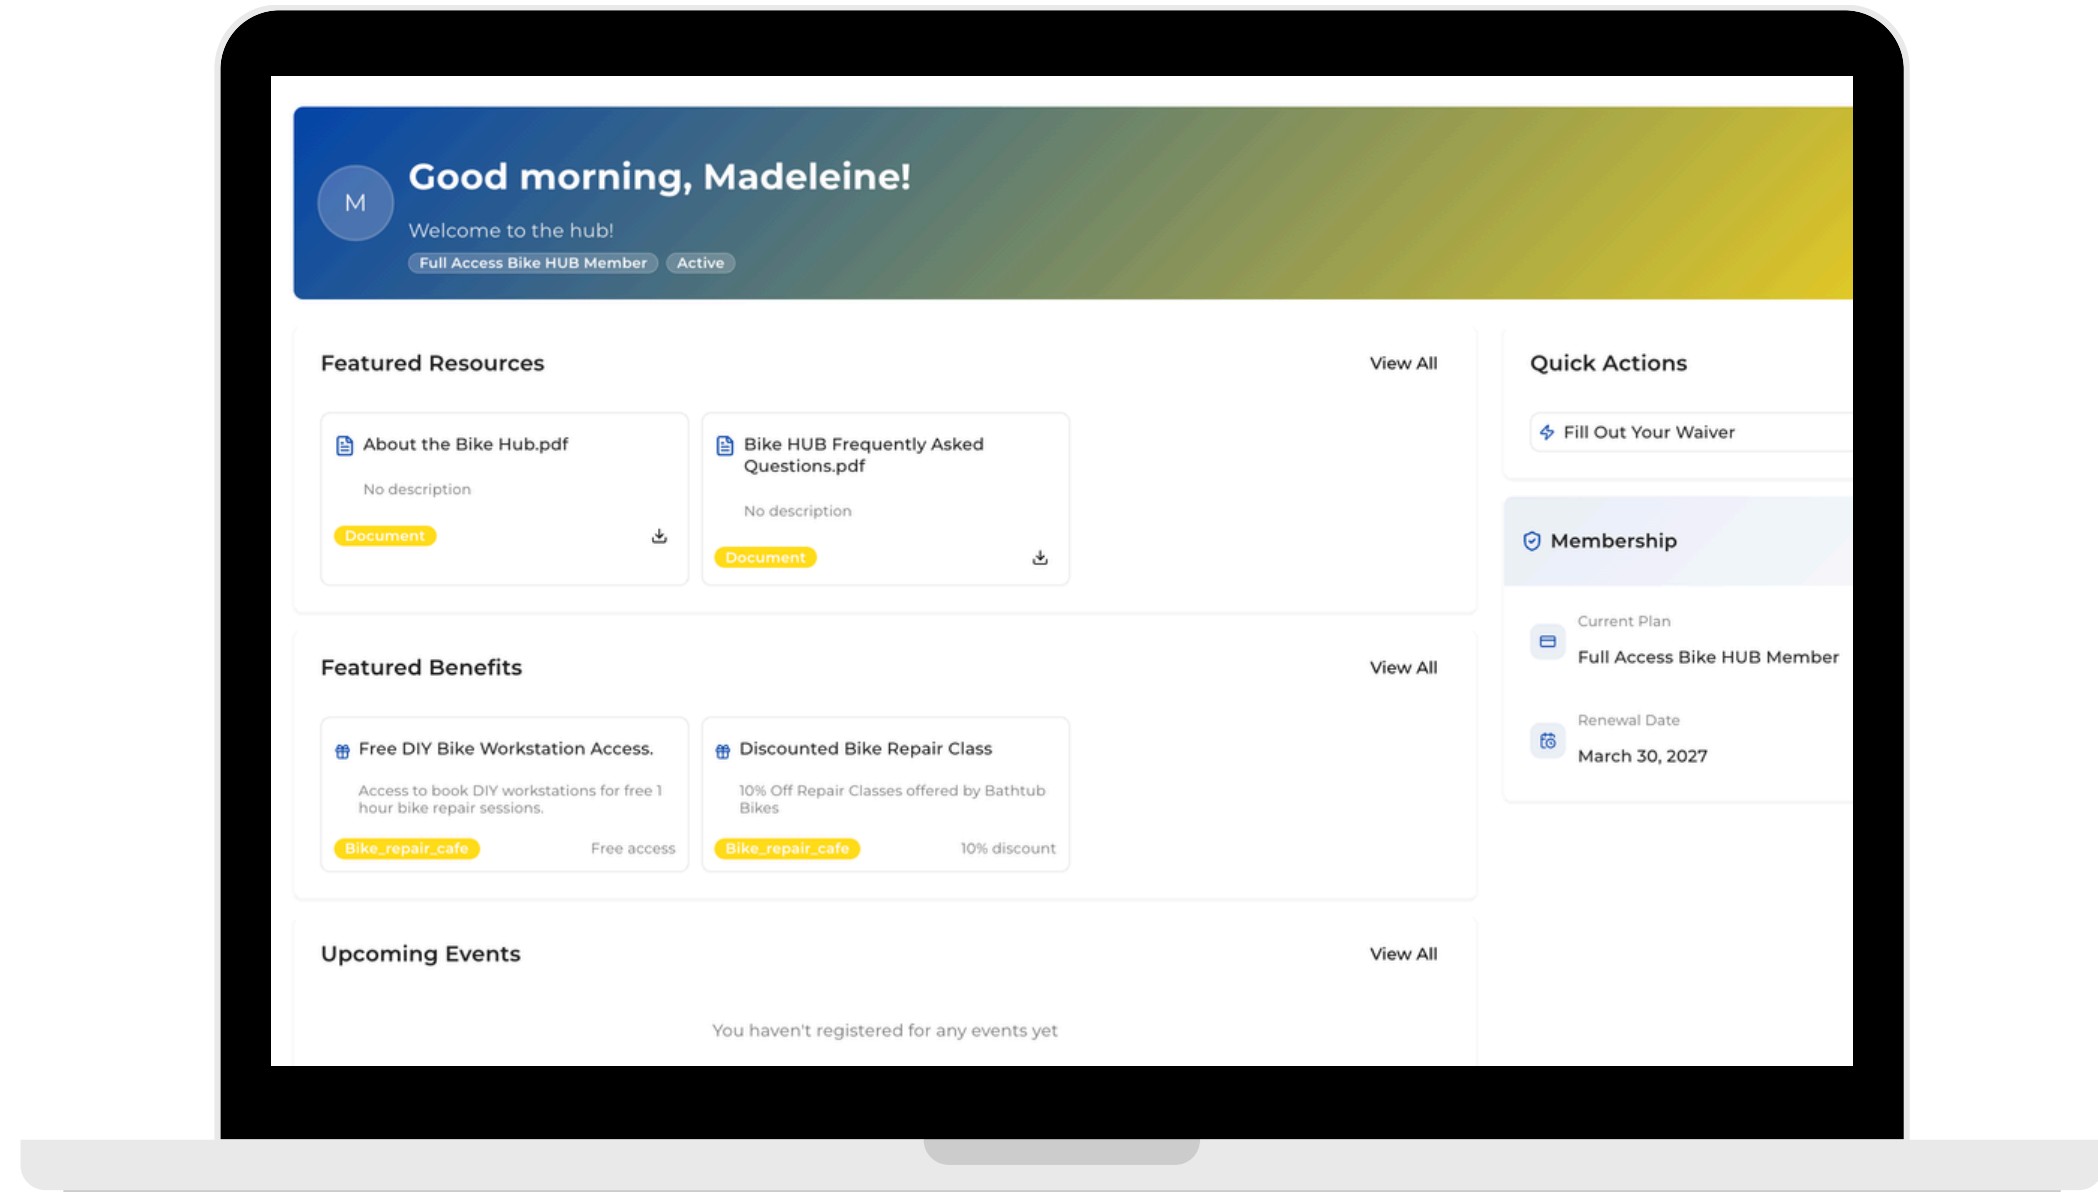 M
Good morning, Madeleine!
Welcome to the hub!
Full Access Bike HUB Member Active
Featured Resources View All
About the Bike Hub.pdf
No description
Document
Bike HUB Frequently Asked
Questions.pdf
No description
Document
Featured Benefits View All
Free DIY Bike Workstation Access.
Access to book DIY workstations for free 1
hour bike repair sessions.
Bike_repair_cafe Free access
Discounted Bike Repair Class
10% Off Repair Classes offered by Bathtub
Bikes
Bike_repair_cafe 10% discount
Upcoming Events View All
You haven't registered for any events yet
Quick Actions
Fill Out Your Waiver
Membership
Current Plan
Full Access Bike HUB Member
Renewal Date
March 30, 2027